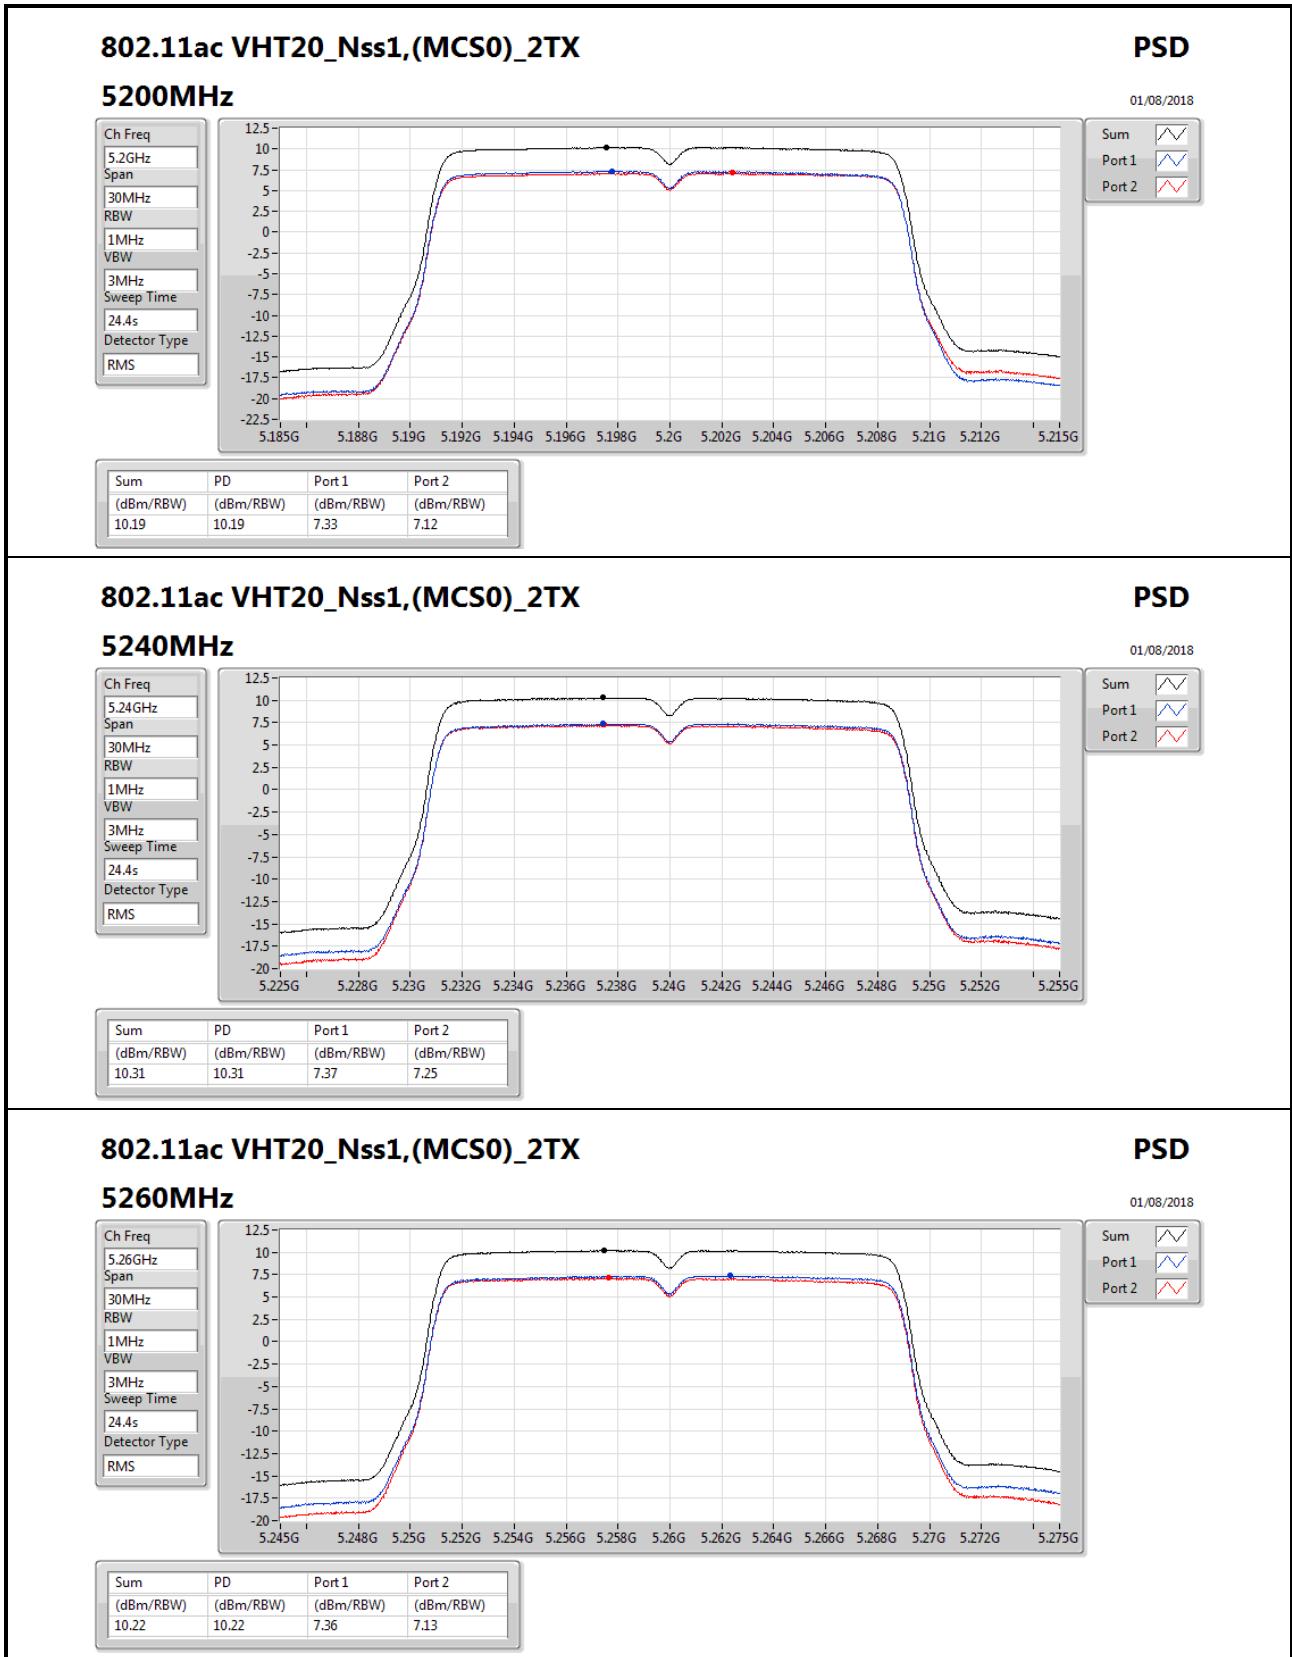 802.11ac VHT20_Nss1,(MCS0)_2TX PSD
5200MHz 01/08/2018
Ch Freq
5.2GHz
Span
30MHz
RBW
1MHz
VBW
3MHz
Sweep Time
24.4s
Detector Type
RMS
12.5
10
7.5
5
2.5
0
-2.5
-5
-7.5
-10
-12.5
-15
-17.5
-20
-22.5
5.185G 5.188G 5.19G 5.192G 5.194G 5.196G 5.198G 5.2G 5.202G 5.204G 5.206G 5.208G 5.21G 5.212G 5.215G
Sum
Port 1
Port 2
Sum PD Port 1 Port 2
(dBm/RBW) (dBm/RBW) (dBm/RBW) (dBm/RBW)
10.19 10.19 7.33 7.12
802.11ac VHT20_Nss1,(MCS0)_2TX PSD
5240MHz 01/08/2018
Ch Freq
5.24GHz
Span
30MHz
RBW
1MHz
VBW
3MHz
Sweep Time
24.4s
Detector Type
RMS
12.5
10
7.5
5
2.5
0
-2.5
-5
-7.5
-10
-12.5
-15
-17.5
-20
5.225G 5.228G 5.23G 5.232G 5.234G 5.236G 5.238G 5.24G 5.242G 5.244G 5.246G 5.248G 5.25G 5.252G 5.255G
Sum
Port 1
Port 2
Sum PD Port 1 Port 2
(dBm/RBW) (dBm/RBW) (dBm/RBW) (dBm/RBW)
10.31 10.31 7.37 7.25
802.11ac VHT20_Nss1,(MCS0)_2TX PSD
5260MHz 01/08/2018
Ch Freq
5.26GHz
Span
30MHz
RBW
1MHz
VBW
3MHz
Sweep Time
24.4s
Detector Type
RMS
12.5
10
7.5
5
2.5
0
-2.5
-5
-7.5
-10
-12.5
-15
-17.5
-20
5.245G 5.248G 5.25G 5.252G 5.254G 5.256G 5.258G 5.26G 5.262G 5.264G 5.266G 5.268G 5.27G 5.272G 5.275G
Sum
Port 1
Port 2
Sum PD Port 1 Port 2
(dBm/RBW) (dBm/RBW) (dBm/RBW) (dBm/RBW)
10.22 10.22 7.36 7.13